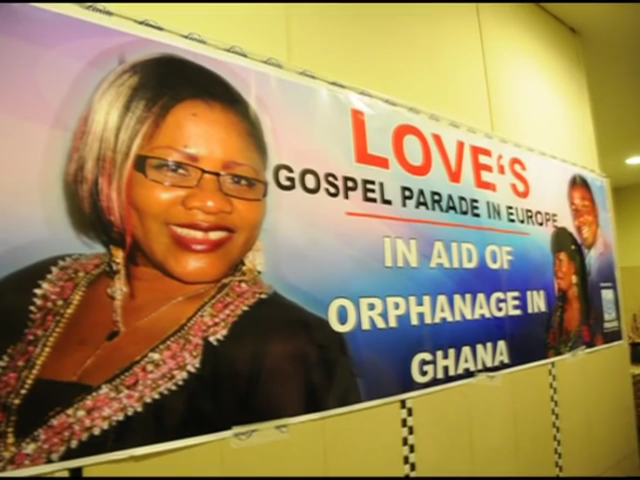 LOVE‘S
GOSPEL PARADE IN EUROPE
IN AID OF
ORPHANAGE IN
GHANA